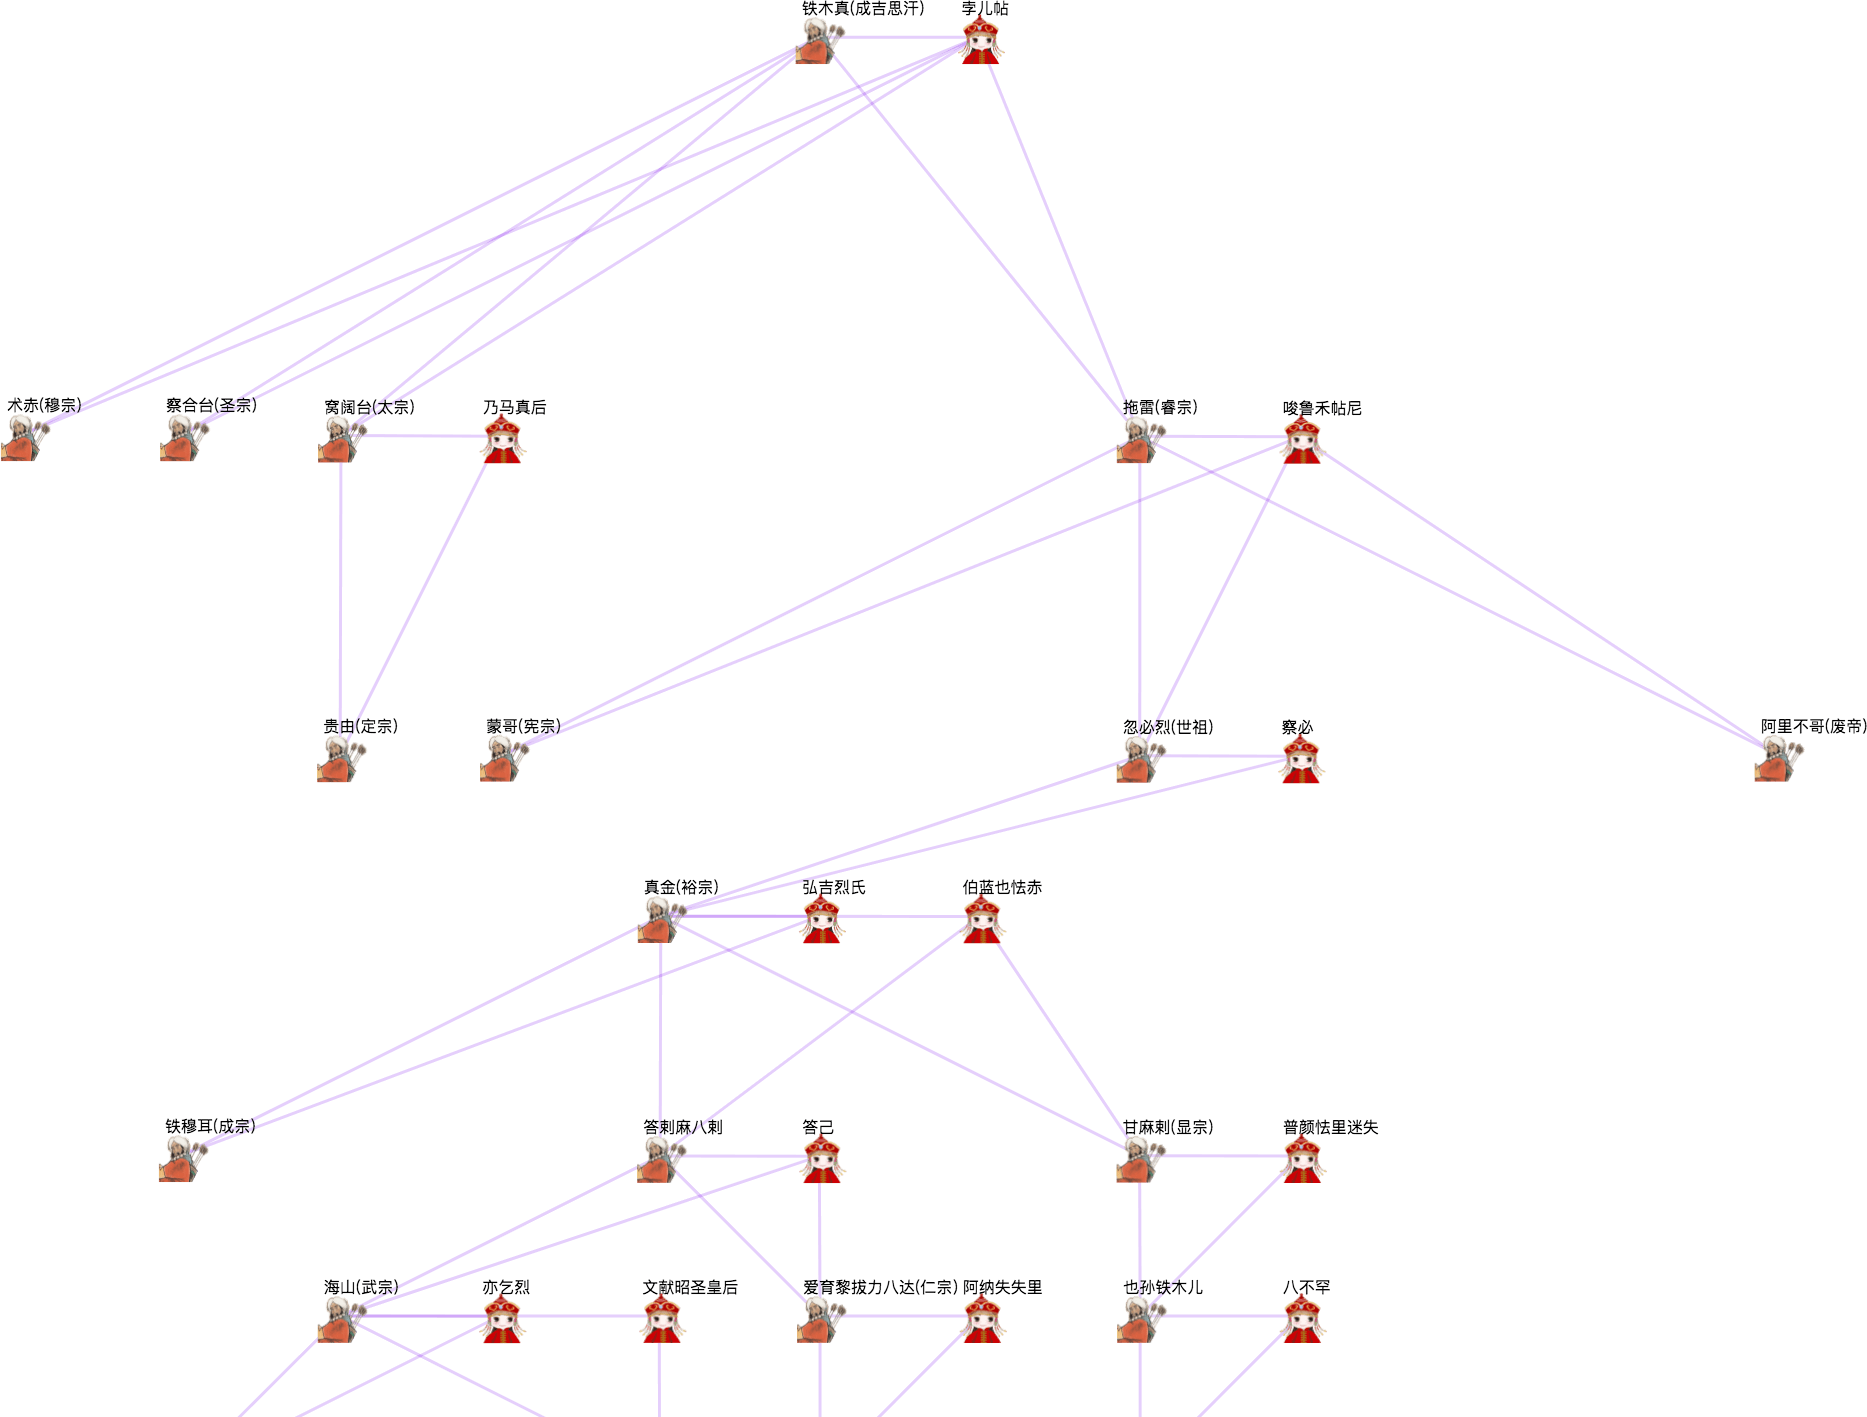 铁木真(成吉思汗)
孛儿帖
术赤(穆宗)
察合台(圣宗)
窝阔台(太宗)
乃马真后
拖雷(睿宗)
唆鲁禾帖尼
贵由(定宗)
蒙哥(宪宗)
忽必烈(世祖)
察必
阿里不哥(废帝)
真金(裕宗)
弘吉烈氏
伯蓝也怯赤
铁穆耳(成宗)
答剌麻八剌
答己
甘麻剌(显宗)
普颜怯里迷失
海山(武宗)
亦乞烈
文献昭圣皇后
爱育黎拔力八达(仁宗)
阿纳失失里
也孙铁木儿
八不罕